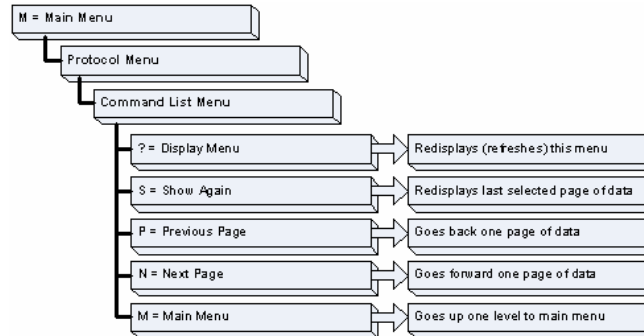 M = Main Menu
Protocol Menu
Command List Menu
? = Display Menu
Redisplays (refreshes) this menu
S = Show Again
Redisplays last selected page of data
P = Previous Page
Goes back one page of data
N = Next Page
Goes forward one page of data
M = Main Menu
Goes up one level to main menu